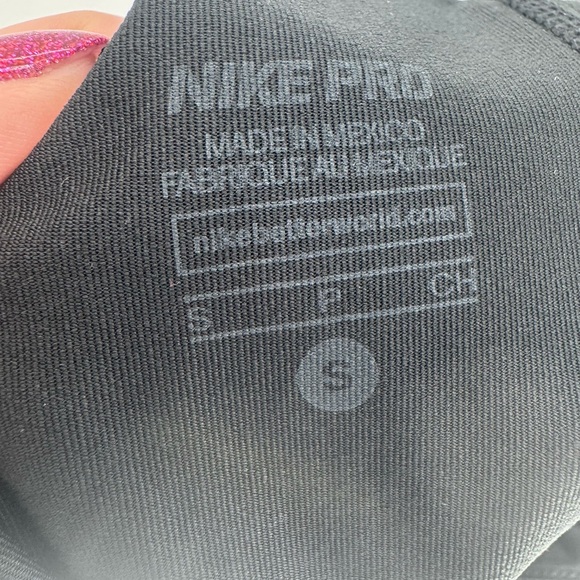 NIKE PRO
MADE IN MEXICO
FABRIQUE AU MEXIQUE
nikebetterworld.com
S P CH
S